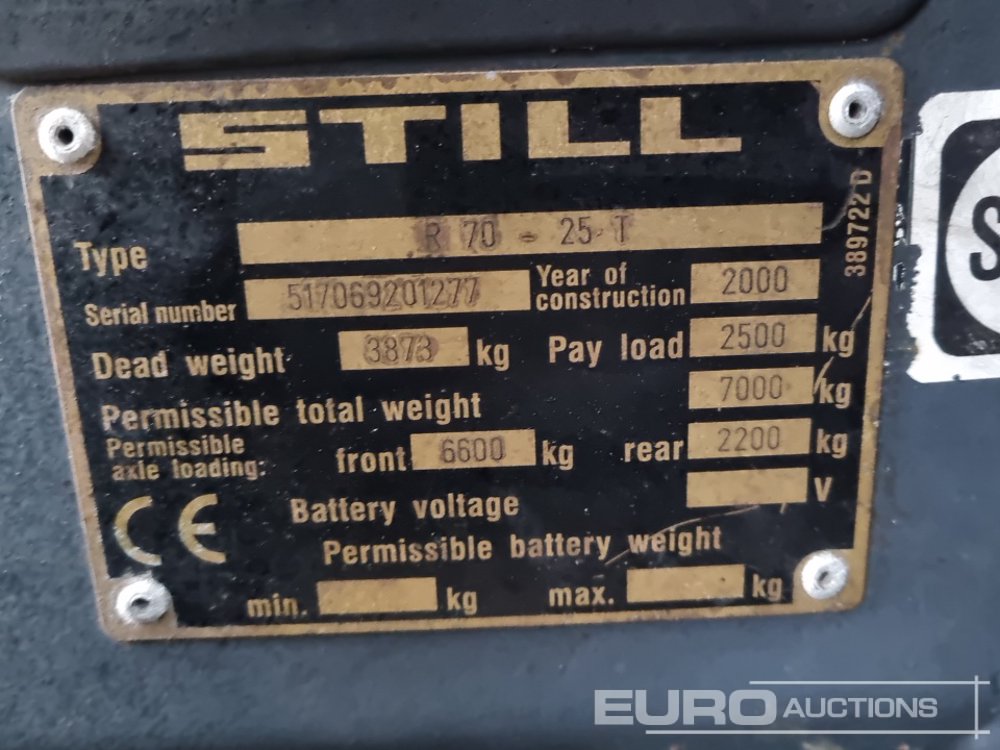 STILL
Type R 70 - 25 T
Serial number 517069201277 Year of construction 2000
Dead weight 3873 kg Pay load 2500 kg
Permissible total weight 7000 kg
Permissible axle loading: front 6600 kg rear 2200 kg
Battery voltage V
Permissible battery weight
min. kg max. kg
CE
389722 D
S
EURO AUCTIONS